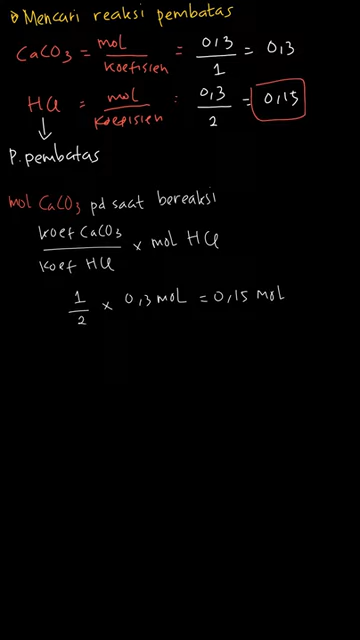 Mencari reaksi pembatas
CaCO₃ = mol/koefisien = 0,3/1 = 0,3
HCl = mol/koefisien = 0,3/2 = 0,15
↓
P. pembatas
mol CaCO₃ pd saat bereaksi
koef CaCO₃/koef HCl × mol HCl
1/2 × 0,3 mol = 0,15 mol